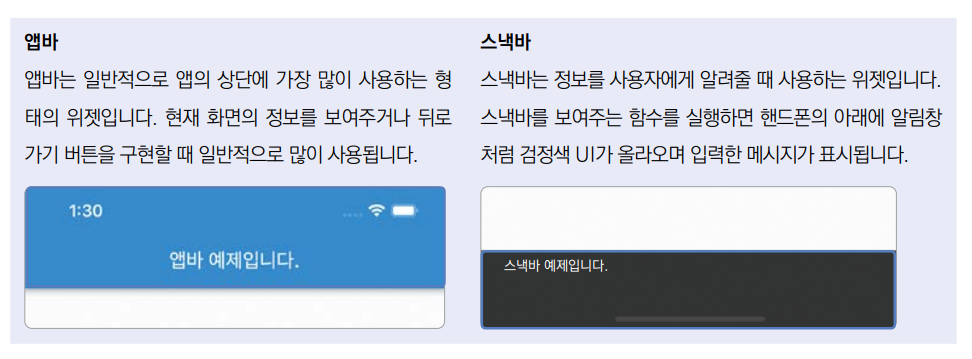 앱바
앱바는 일반적으로 앱의 상단에 가장 많이 사용하는 형
태의 위젯입니다. 현재 화면의 정보를 보여주거나 뒤로
가기 버튼을 구현할 때 일반적으로 많이 사용됩니다.
1:30
앱바 예제입니다.
스낵바
스낵바는 정보를 사용자에게 알려줄 때 사용하는 위젯입니다.
스낵바를 보여주는 함수를 실행하면 핸드폰의 아래에 알림창
처럼 검정색 UI가 올라오며 입력한 메시지가 표시됩니다.
스낵바 예제입니다.